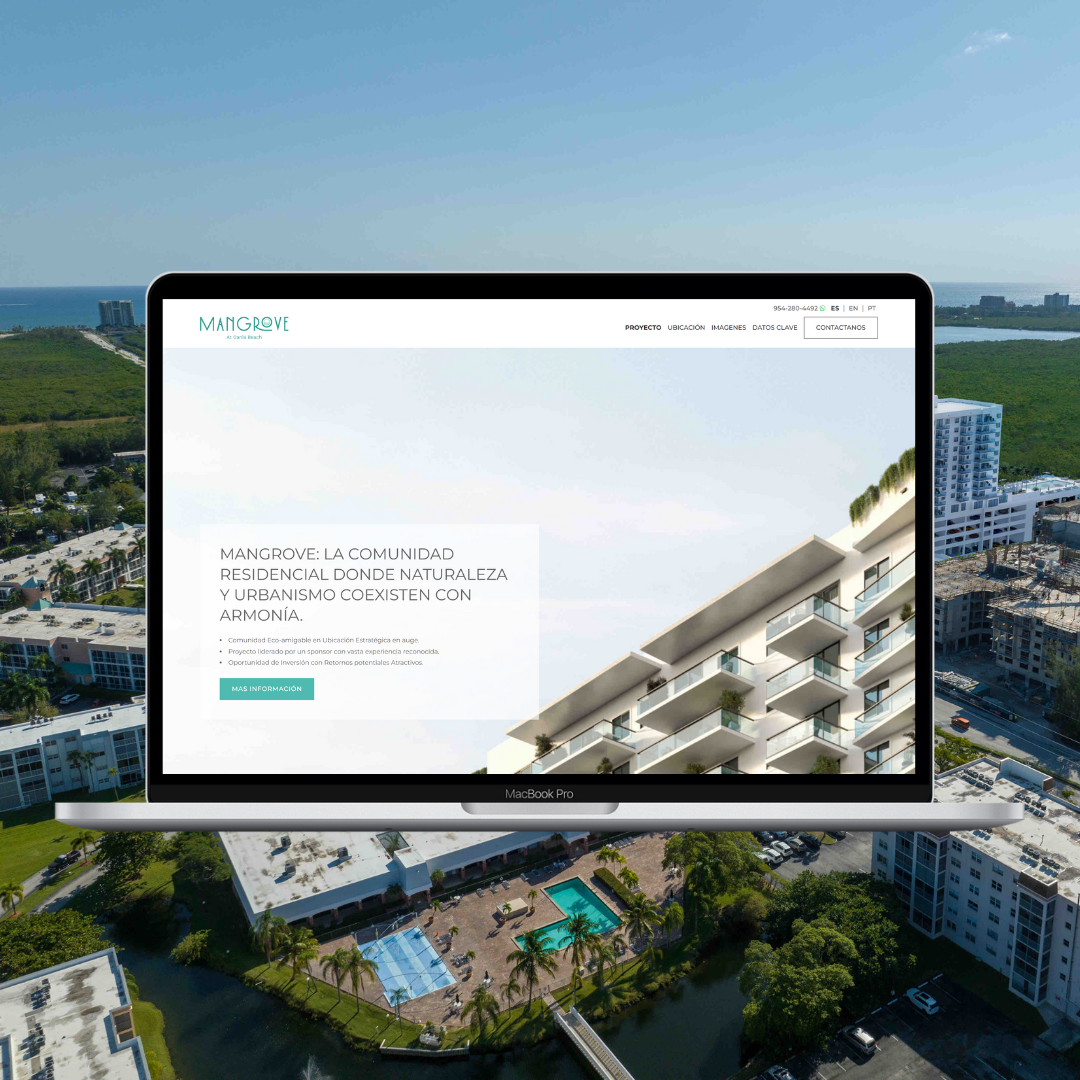 MANGROVE
At Dania Beach
954-280-4492 ES | EN | PT
PROYECTO UBICACIÓN IMAGENES DATOS CLAVE CONTACTANOS
MANGROVE: LA COMUNIDAD
RESIDENCIAL DONDE NATURALEZA
Y URBANISMO COEXISTEN CON
ARMONÍA.
• Comunidad Eco-amigable en Ubicación Estratégica en auge.
• Proyecto liderado por un sponsor con vasta experiencia reconocida.
• Oportunidad de Inversión con Retornos potentiales Atractivos.
MAS INFORMACIÓN
MacBook Pro